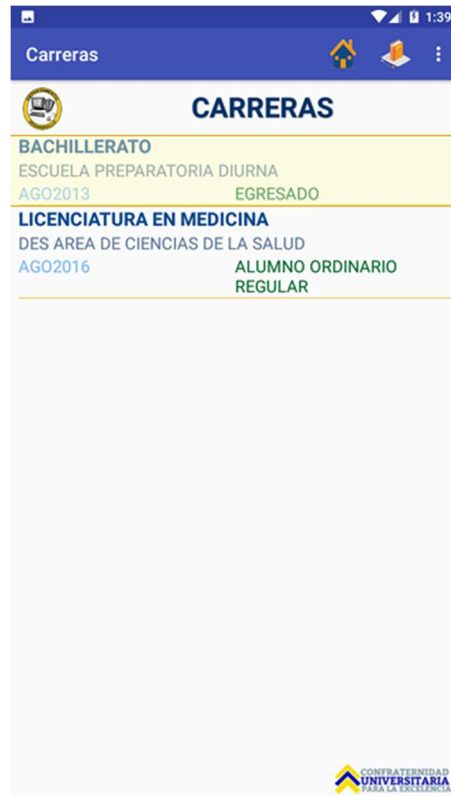 1:39
Carreras
CARRERAS
BACHILLERATO
ESCUELA PREPARATORIA DIURNA
AGO2013 EGRESADO
LICENCIATURA EN MEDICINA
DES AREA DE CIENCIAS DE LA SALUD
AGO2016 ALUMNO ORDINARIO
REGULAR
CONFRATERNIDAD
UNIVERSITARIA
PARA LA EXCELENCIA